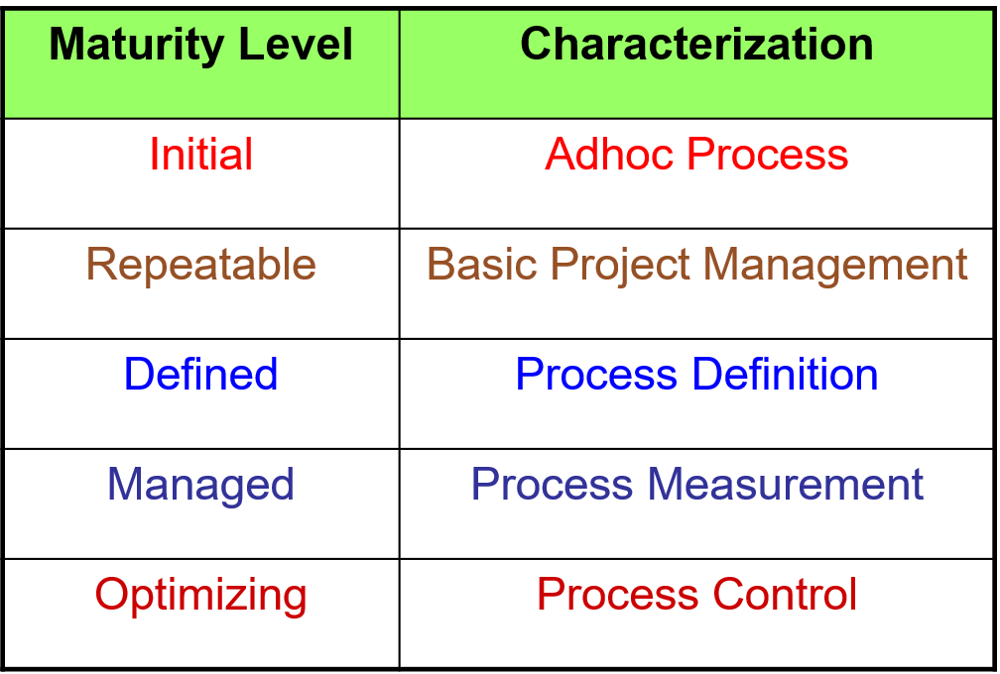 Maturity Level Characterization
Initial Adhoc Process
Repeatable Basic Project Management
Defined Process Definition
Managed Process Measurement
Optimizing Process Control